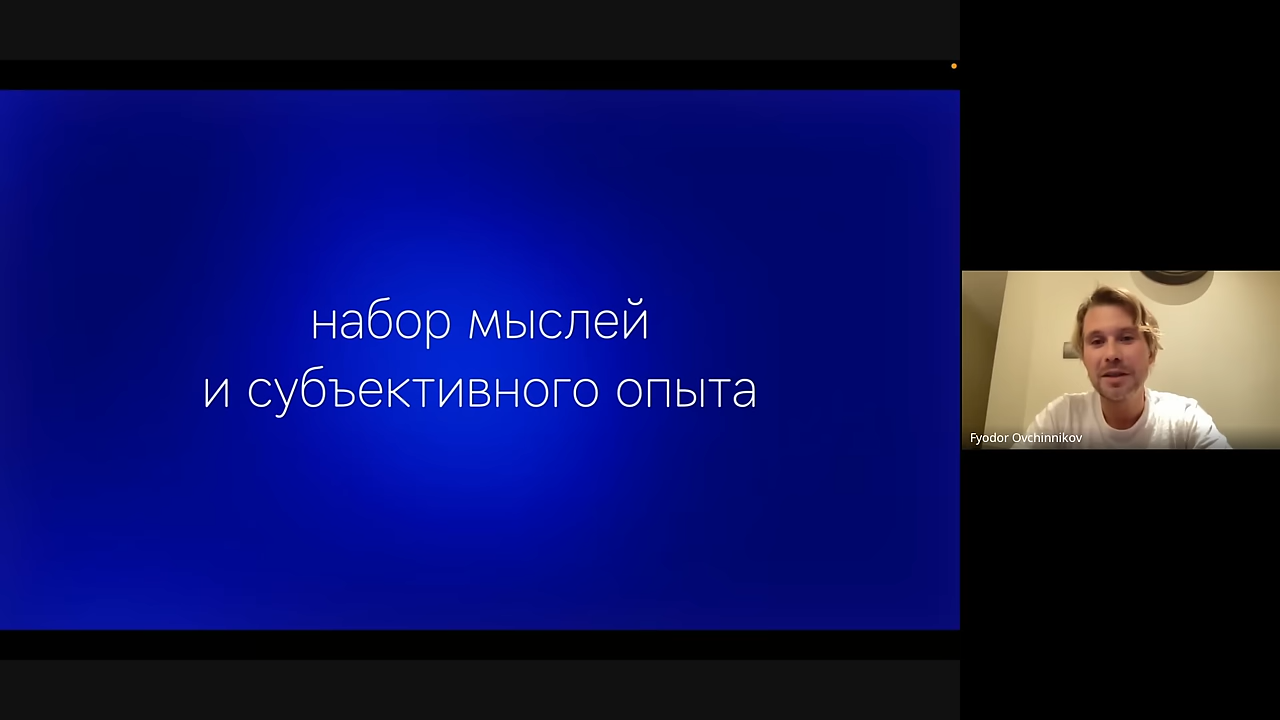 набор мыслей
и субъективного опыта
Fyodor Ovchinnikov